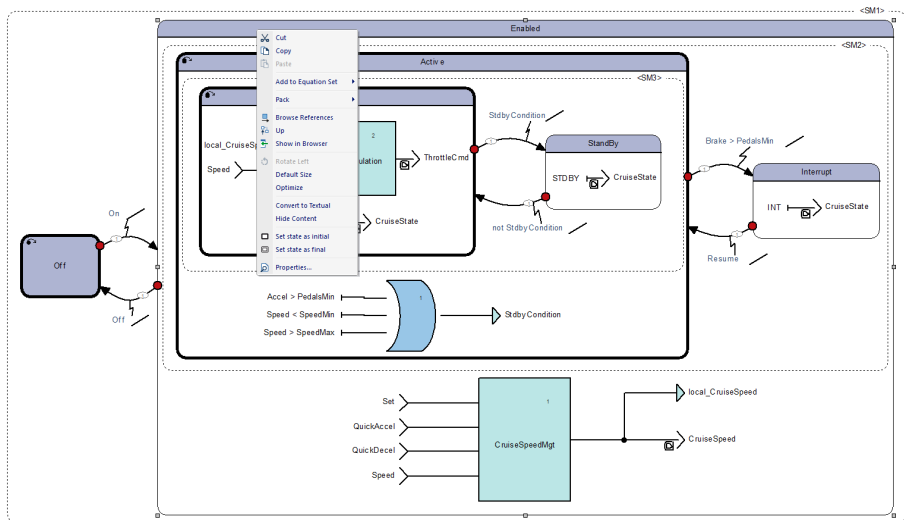 <SM1>
Enabled
<SM2>
Active
<SM3>
Cut
Copy
Paste
Add to Equation Set
Pack
Browse References
Up
Show in Browser
Rotate Left
Default Size
Optimize
Convert to Textual
Hide Content
Set state as initial
Set state as final
Properties...
local_CruiseSp
Speed
2
ulation
ThrottleCmd
CruiseState
StdbyCondition
StandBy
STDBY
CruiseState
not StdbyCondition
Brake > PedalsMin
Interrupt
INT
CruiseState
Resume
On
Off
Off
Accel > PedalsMin
Speed < SpeedMin
Speed > SpeedMax
1
StdbyCondition
Set
QuickAccel
QuickDecel
Speed
1
CruiseSpeedMgt
local_CruiseSpeed
CruiseSpeed